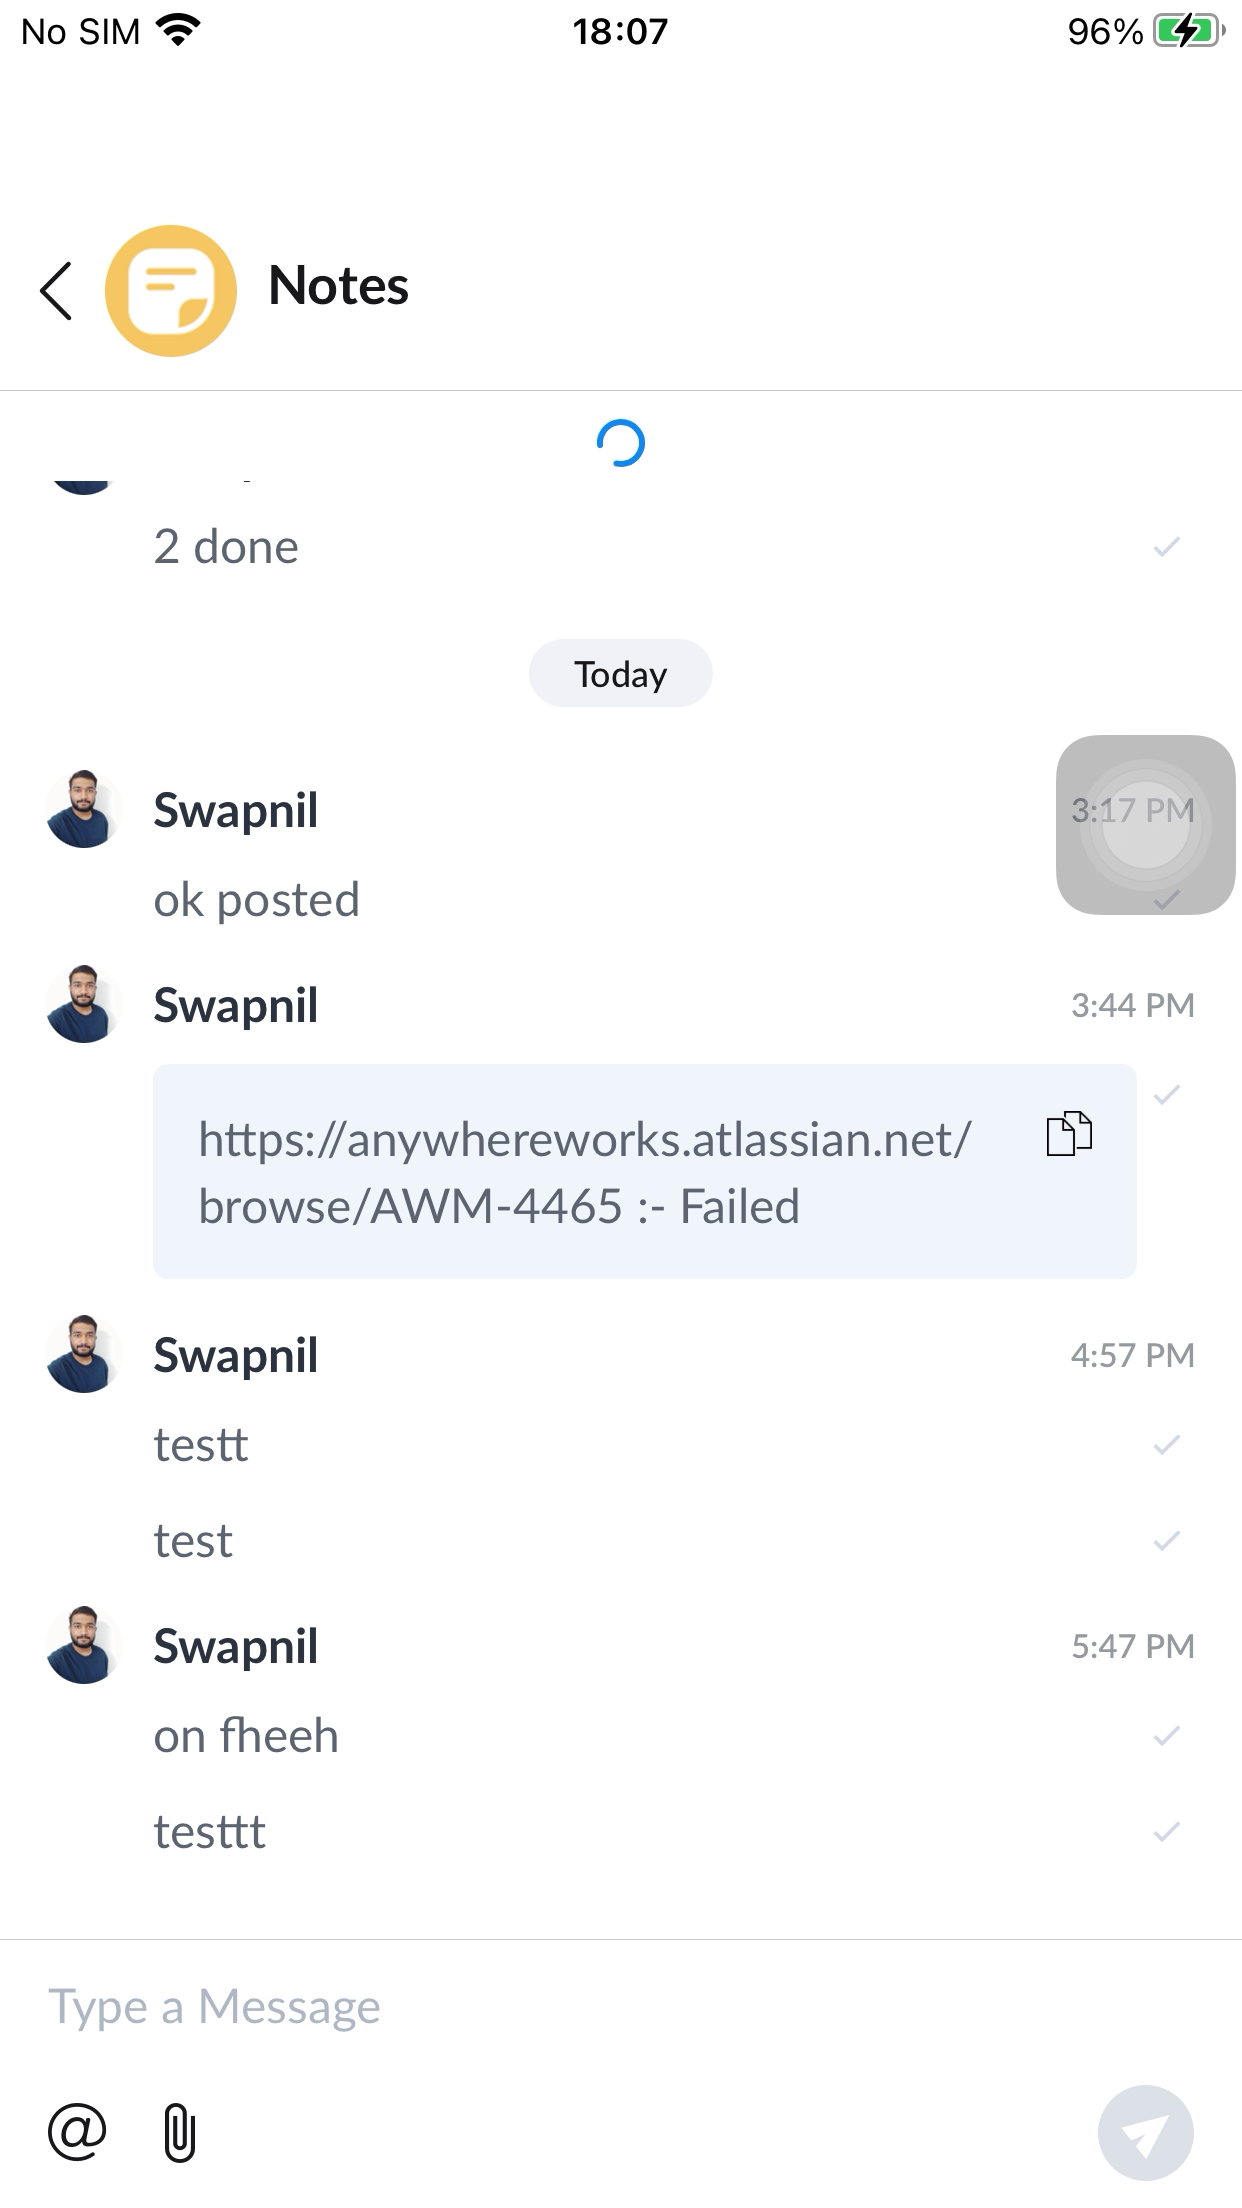 No SIM 18:07 96%
Notes
2 done
Today
Swapnil 3:17 PM
ok posted
Swapnil 3:44 PM
https://anywhereworks.atlassian.net/
browse/AWM-4465 :- Failed
Swapnil 4:57 PM
testt
test
Swapnil 5:47 PM
on fheeh
testtt
Type a Message
@